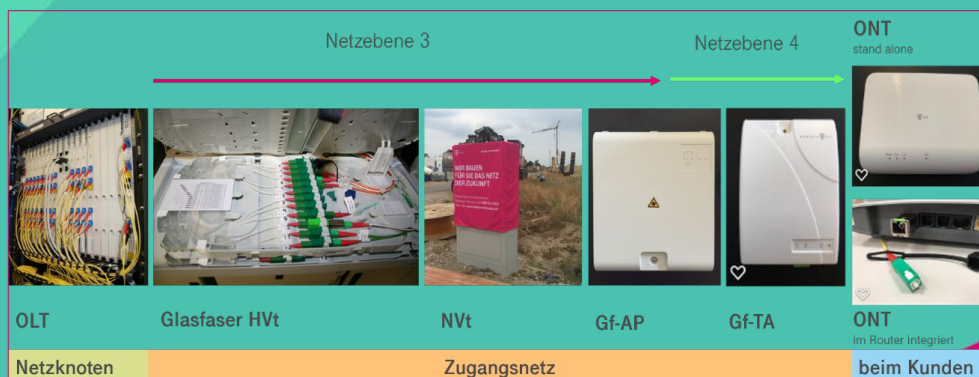 Netzebene 3
Netzebene 4
ONT
stand alone
WIR BAUEN
FÜR SIE DAS NETZ
DER ZUKUNFT
OLT
Glasfaser HVt
NVt
Gf-AP
Gf-TA
ONT
im Router integriert
Netzknoten
Zugangsnetz
beim Kunden